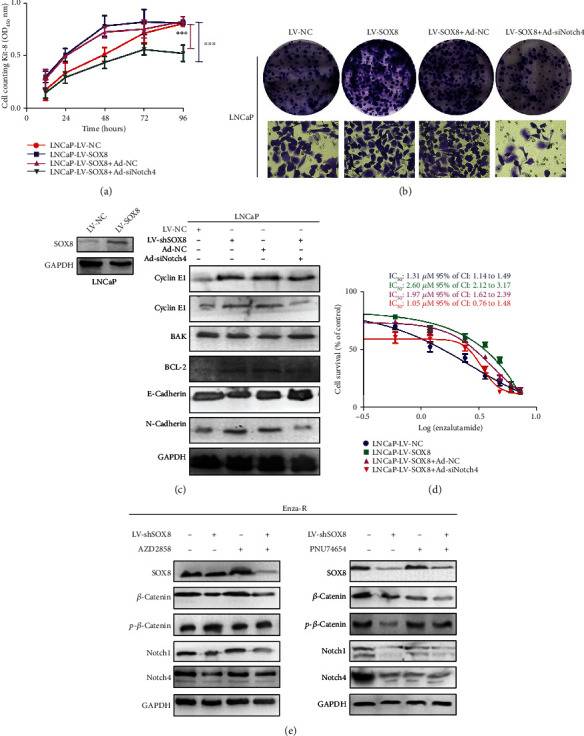 Cell counting Kit-8 (OD450 nm)
1.0
0.5
0.0
0
24
48
72
96
Time (hours)
***
***
LNCaP-LV-NC
LNCaP-LV-SOX8
LNCaP-LV-SOX8+Ad-NC
LNCaP-LV-SOX8+Ad-siNotch4
(a)
LV-NC LV-SOX8 LV-SOX8+Ad-NC LV-SOX8+Ad-siNotch4
LNCaP
(b)
LV-NC LV-SOX8
SOX8
GAPDH
LNCaP
LNCaP
LV-NC + - - -
LV-shSOX8
Ad-NC
Ad-siNotch4
Cyclin E1
Cyclin E1
BAK
BCL-2
E-Cadherin
N-Cadherin
GAPDH
(c)
IC50: 1.31 μM 95% of CI: 1.14 to 1.49
IC50: 2.60 μM 95% of CI: 2.12 to 3.17
IC50: 1.97 μM 95% of CI: 1.62 to 2.39
IC50: 1.05 μM 95% of CI: 0.76 to 1.48
Cell survival (% of control)
100
50
0
−0.5 0.0 0.5 1.0
Log (enzalutamide)
LNCaP-LV-NC
LNCaP-LV-SOX8
LNCaP-LV-SOX8+Ad-NC
LNCaP-LV-SOX8+Ad-siNotch4
(d)
Enza-R
LV-shSOX8 – + – +
AZD2858 – – + +
SOX8
β-Catenin
p-β-Catenin
Notch1
Notch4
GAPDH
LV-shSOX8 – + – +
PNU74654 – – + +
SOX8
β-Catenin
p-β-Catenin
Notch1
Notch4
GAPDH
(e)